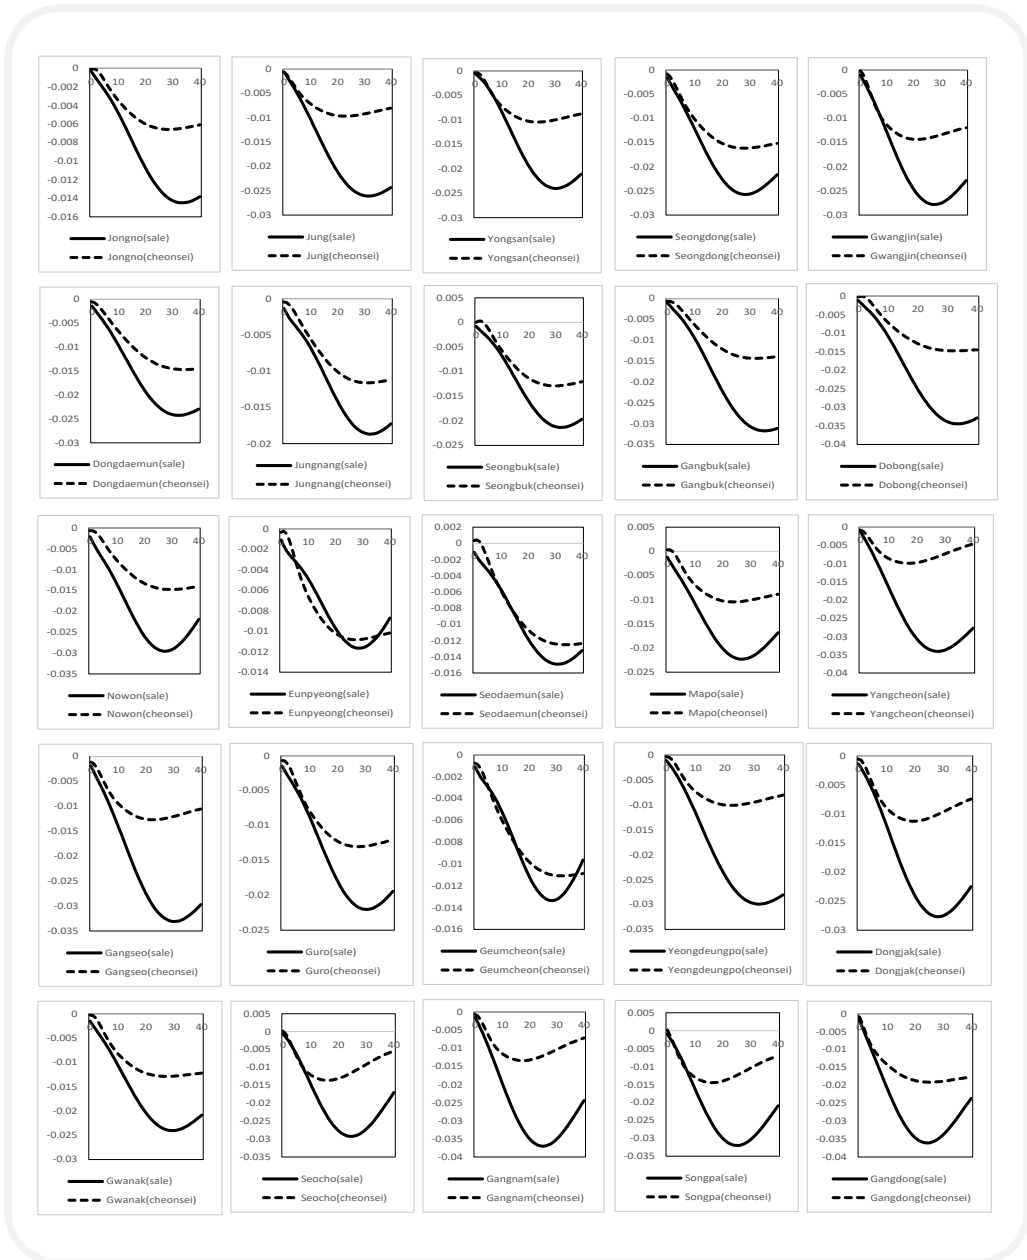 0
-0.002
-0.004
-0.006
-0.008
-0.01
-0.012
-0.014
-0.016
0 10 20 30 40
Jongno(sale)
Jongno(cheonsei)
0
-0.005
-0.01
-0.015
-0.02
-0.025
-0.03
0 10 20 30 40
Jung(sale)
Jung(cheonsei)
0
-0.005
-0.01
-0.015
-0.02
-0.025
-0.03
0 10 20 30 40
Yongsan(sale)
Yongsan(cheonsei)
0
-0.005
-0.01
-0.015
-0.02
-0.025
-0.03
0 10 20 30 40
Seongdong(sale)
Seongdong(cheonsei)
0
-0.005
-0.01
-0.015
-0.02
-0.025
-0.03
0 10 20 30 40
Gwangjin(sale)
Gwangjin(cheonsei)
0
-0.005
-0.01
-0.015
-0.02
-0.025
-0.03
0 10 20 30 40
Dongdaemun(sale)
Dongdaemun(cheonsei)
0
-0.005
-0.01
-0.015
-0.02
0 10 20 30 40
Jungnang(sale)
Jungnang(cheonsei)
0.005
0
-0.005
-0.01
-0.015
-0.02
-0.025
0 10 20 30 40
Seongbuk(sale)
Seongbuk(cheonsei)
0
-0.005
-0.01
-0.015
-0.02
-0.025
-0.03
-0.035
0 10 20 30 40
Gangbuk(sale)
Gangbuk(cheonsei)
0
-0.005
-0.01
-0.015
-0.02
-0.025
-0.03
-0.035
-0.04
0 10 20 30 40
Dobong(sale)
Dobong(cheonsei)
0
-0.005
-0.01
-0.015
-0.02
-0.025
-0.03
-0.035
0 10 20 30 40
Nowon(sale)
Nowon(cheonsei)
0
-0.002
-0.004
-0.006
-0.008
-0.01
-0.012
-0.014
0 10 20 30 40
Eunpyeong(sale)
Eunpyeong(cheonsei)
0.002
0
-0.002
-0.004
-0.006
-0.008
-0.01
-0.012
-0.014
-0.016
0 10 20 30 40
Seodaemun(sale)
Seodaemun(cheonsei)
0.005
0
-0.005
-0.01
-0.015
-0.02
-0.025
0 10 20 30 40
Mapo(sale)
Mapo(cheonsei)
0
-0.005
-0.01
-0.015
-0.02
-0.025
-0.03
-0.035
-0.04
0 10 20 30 40
Yangcheon(sale)
Yangcheon(cheonsei)
0
-0.005
-0.01
-0.015
-0.02
-0.025
-0.03
-0.035
0 10 20 30 40
Gangseo(sale)
Gangseo(cheonsei)
0
-0.005
-0.01
-0.015
-0.02
-0.025
0 10 20 30 40
Guro(sale)
Guro(cheonsei)
0
-0.002
-0.004
-0.006
-0.008
-0.01
-0.012
-0.014
-0.016
0 10 20 30 40
Geumcheon(sale)
Geumcheon(cheonsei)
0
-0.005
-0.01
-0.015
-0.02
-0.025
-0.03
-0.035
0 10 20 30 40
Yeongdeungpo(sale)
Yeongdeungpo(cheonsei)
0
-0.005
-0.01
-0.015
-0.02
-0.025
-0.03
0 10 20 30 40
Dongjak(sale)
Dongjak(cheonsei)
0
-0.005
-0.01
-0.015
-0.02
-0.025
-0.03
0 10 20 30 40
Gwanak(sale)
Gwanak(cheonsei)
0.005
0
-0.005
-0.01
-0.015
-0.02
-0.025
-0.03
-0.035
0 10 20 30 40
Seocho(sale)
Seocho(cheonsei)
0
-0.005
-0.01
-0.015
-0.02
-0.025
-0.03
-0.035
-0.04
0 10 20 30 40
Gangnam(sale)
Gangnam(cheonsei)
0.005
0
-0.005
-0.01
-0.015
-0.02
-0.025
-0.03
-0.035
0 10 20 30 40
Songpa(sale)
Songpa(cheonsei)
0
-0.005
-0.01
-0.015
-0.02
-0.025
-0.03
-0.035
-0.04
0 10 20 30 40
Gangdong(sale)
Gangdong(cheonsei)